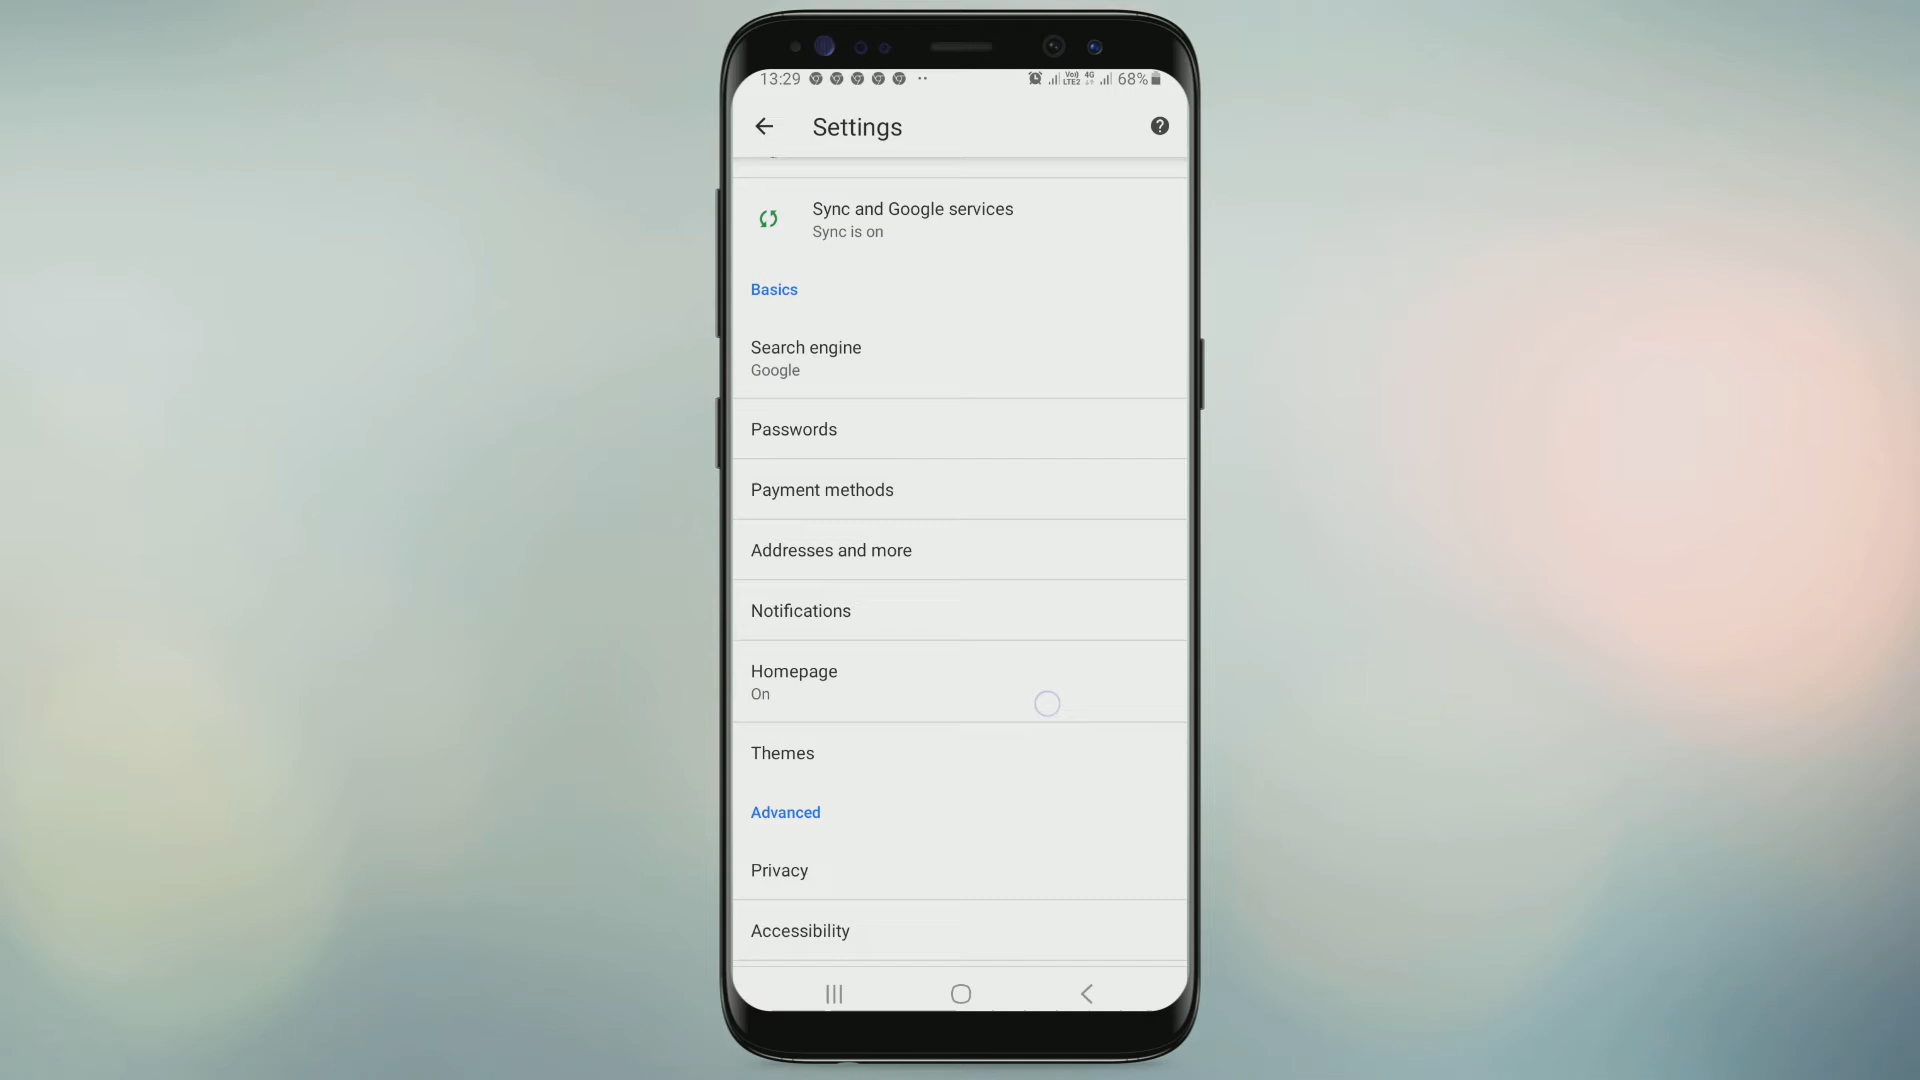 13:29 68%
Settings
Sync and Google services
Sync is on
Basics
Search engine
Google
Passwords
Payment methods
Addresses and more
Notifications
Homepage
On
Themes
Advanced
Privacy
Accessibility